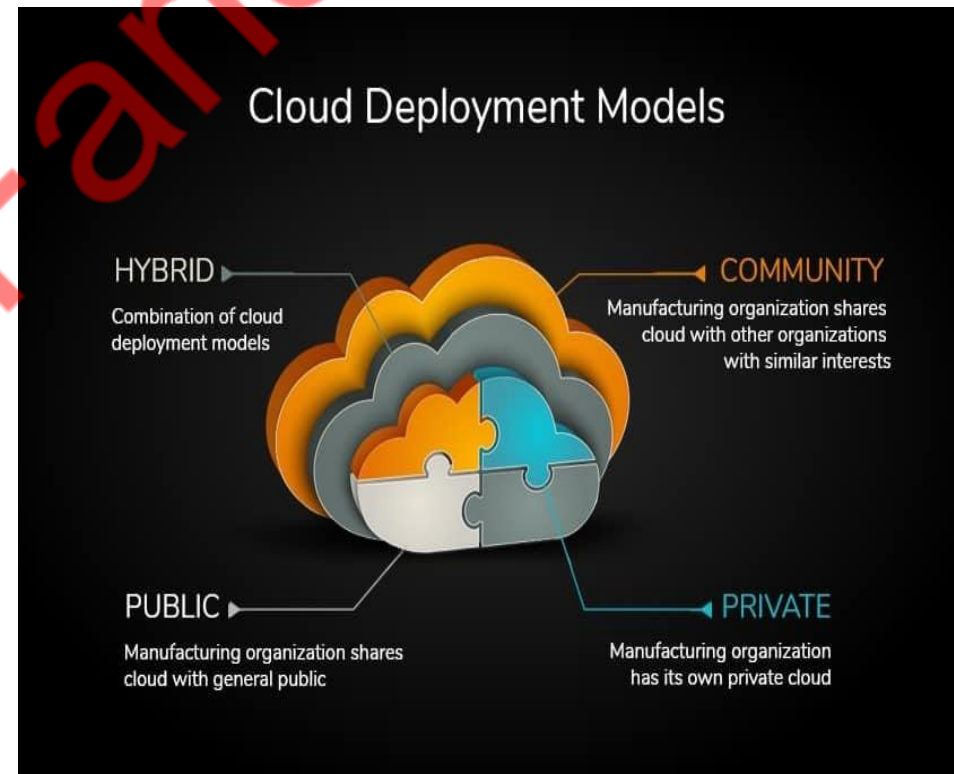 Cloud Deployment Models
HYBRID
Combination of cloud
deployment models
COMMUNITY
Manufacturing organization shares
cloud with other organizations
with similar interests
PUBLIC
Manufacturing organization shares
cloud with general public
PRIVATE
Manufacturing organization
has its own private cloud